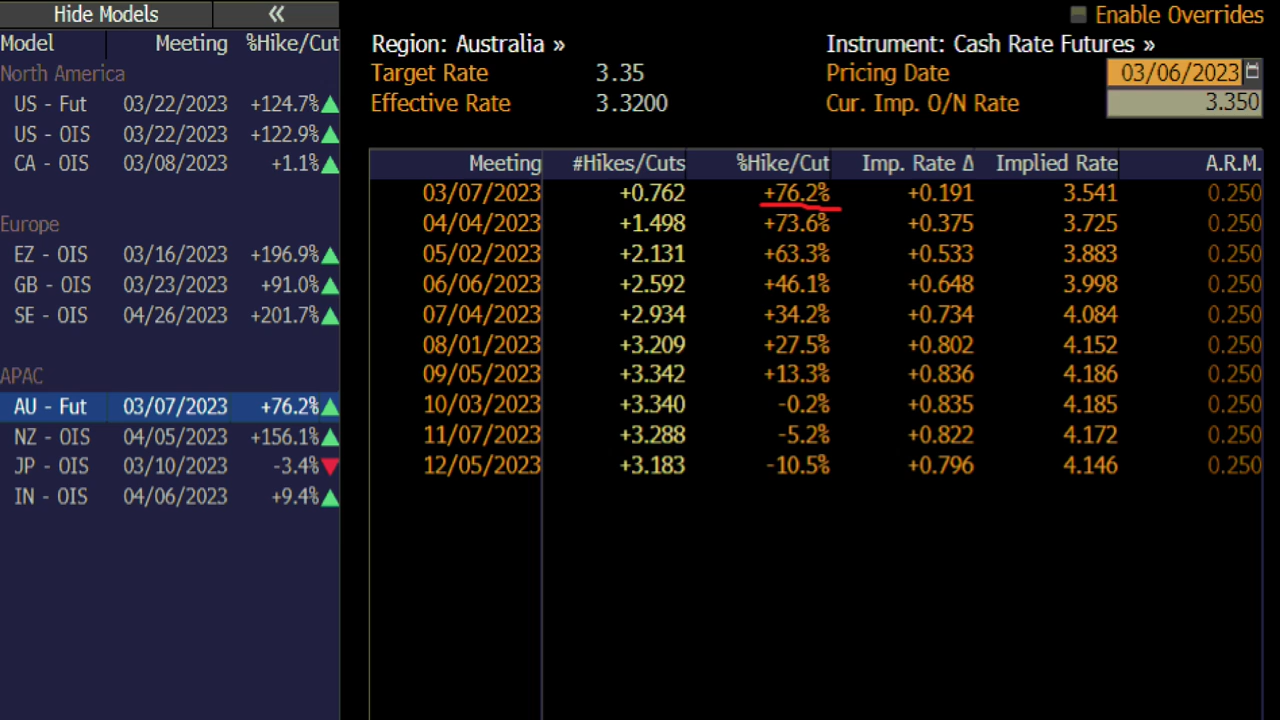 Hide Models «
Model Meeting %Hike/Cut
North America
US - Fut 03/22/2023 +124.7%
US - OIS 03/22/2023 +122.9%
CA - OIS 03/08/2023 +1.1%
Europe
EZ - OIS 03/16/2023 +196.9%
GB - OIS 03/23/2023 +91.0%
SE - OIS 04/26/2023 +201.7%
APAC
AU - Fut 03/07/2023 +76.2%
NZ - OIS 04/05/2023 +156.1%
JP - OIS 03/10/2023 -3.4%
IN - OIS 04/06/2023 +9.4%
Enable Overrides
Region: Australia » Instrument: Cash Rate Futures »
Target Rate 3.35 Pricing Date 03/06/2023
Effective Rate 3.3200 Cur. Imp. O/N Rate 3.350
Meeting #Hikes/Cuts %Hike/Cut Imp. Rate Δ Implied Rate A.R.M.
03/07/2023 +0.762 +76.2% +0.191 3.541 0.250
04/04/2023 +1.498 +73.6% +0.375 3.725 0.250
05/02/2023 +2.131 +63.3% +0.533 3.883 0.250
06/06/2023 +2.592 +46.1% +0.648 3.998 0.250
07/04/2023 +2.934 +34.2% +0.734 4.084 0.250
08/01/2023 +3.209 +27.5% +0.802 4.152 0.250
09/05/2023 +3.342 +13.3% +0.836 4.186 0.250
10/03/2023 +3.340 -0.2% +0.835 4.185 0.250
11/07/2023 +3.288 -5.2% +0.822 4.172 0.250
12/05/2023 +3.183 -10.5% +0.796 4.146 0.250